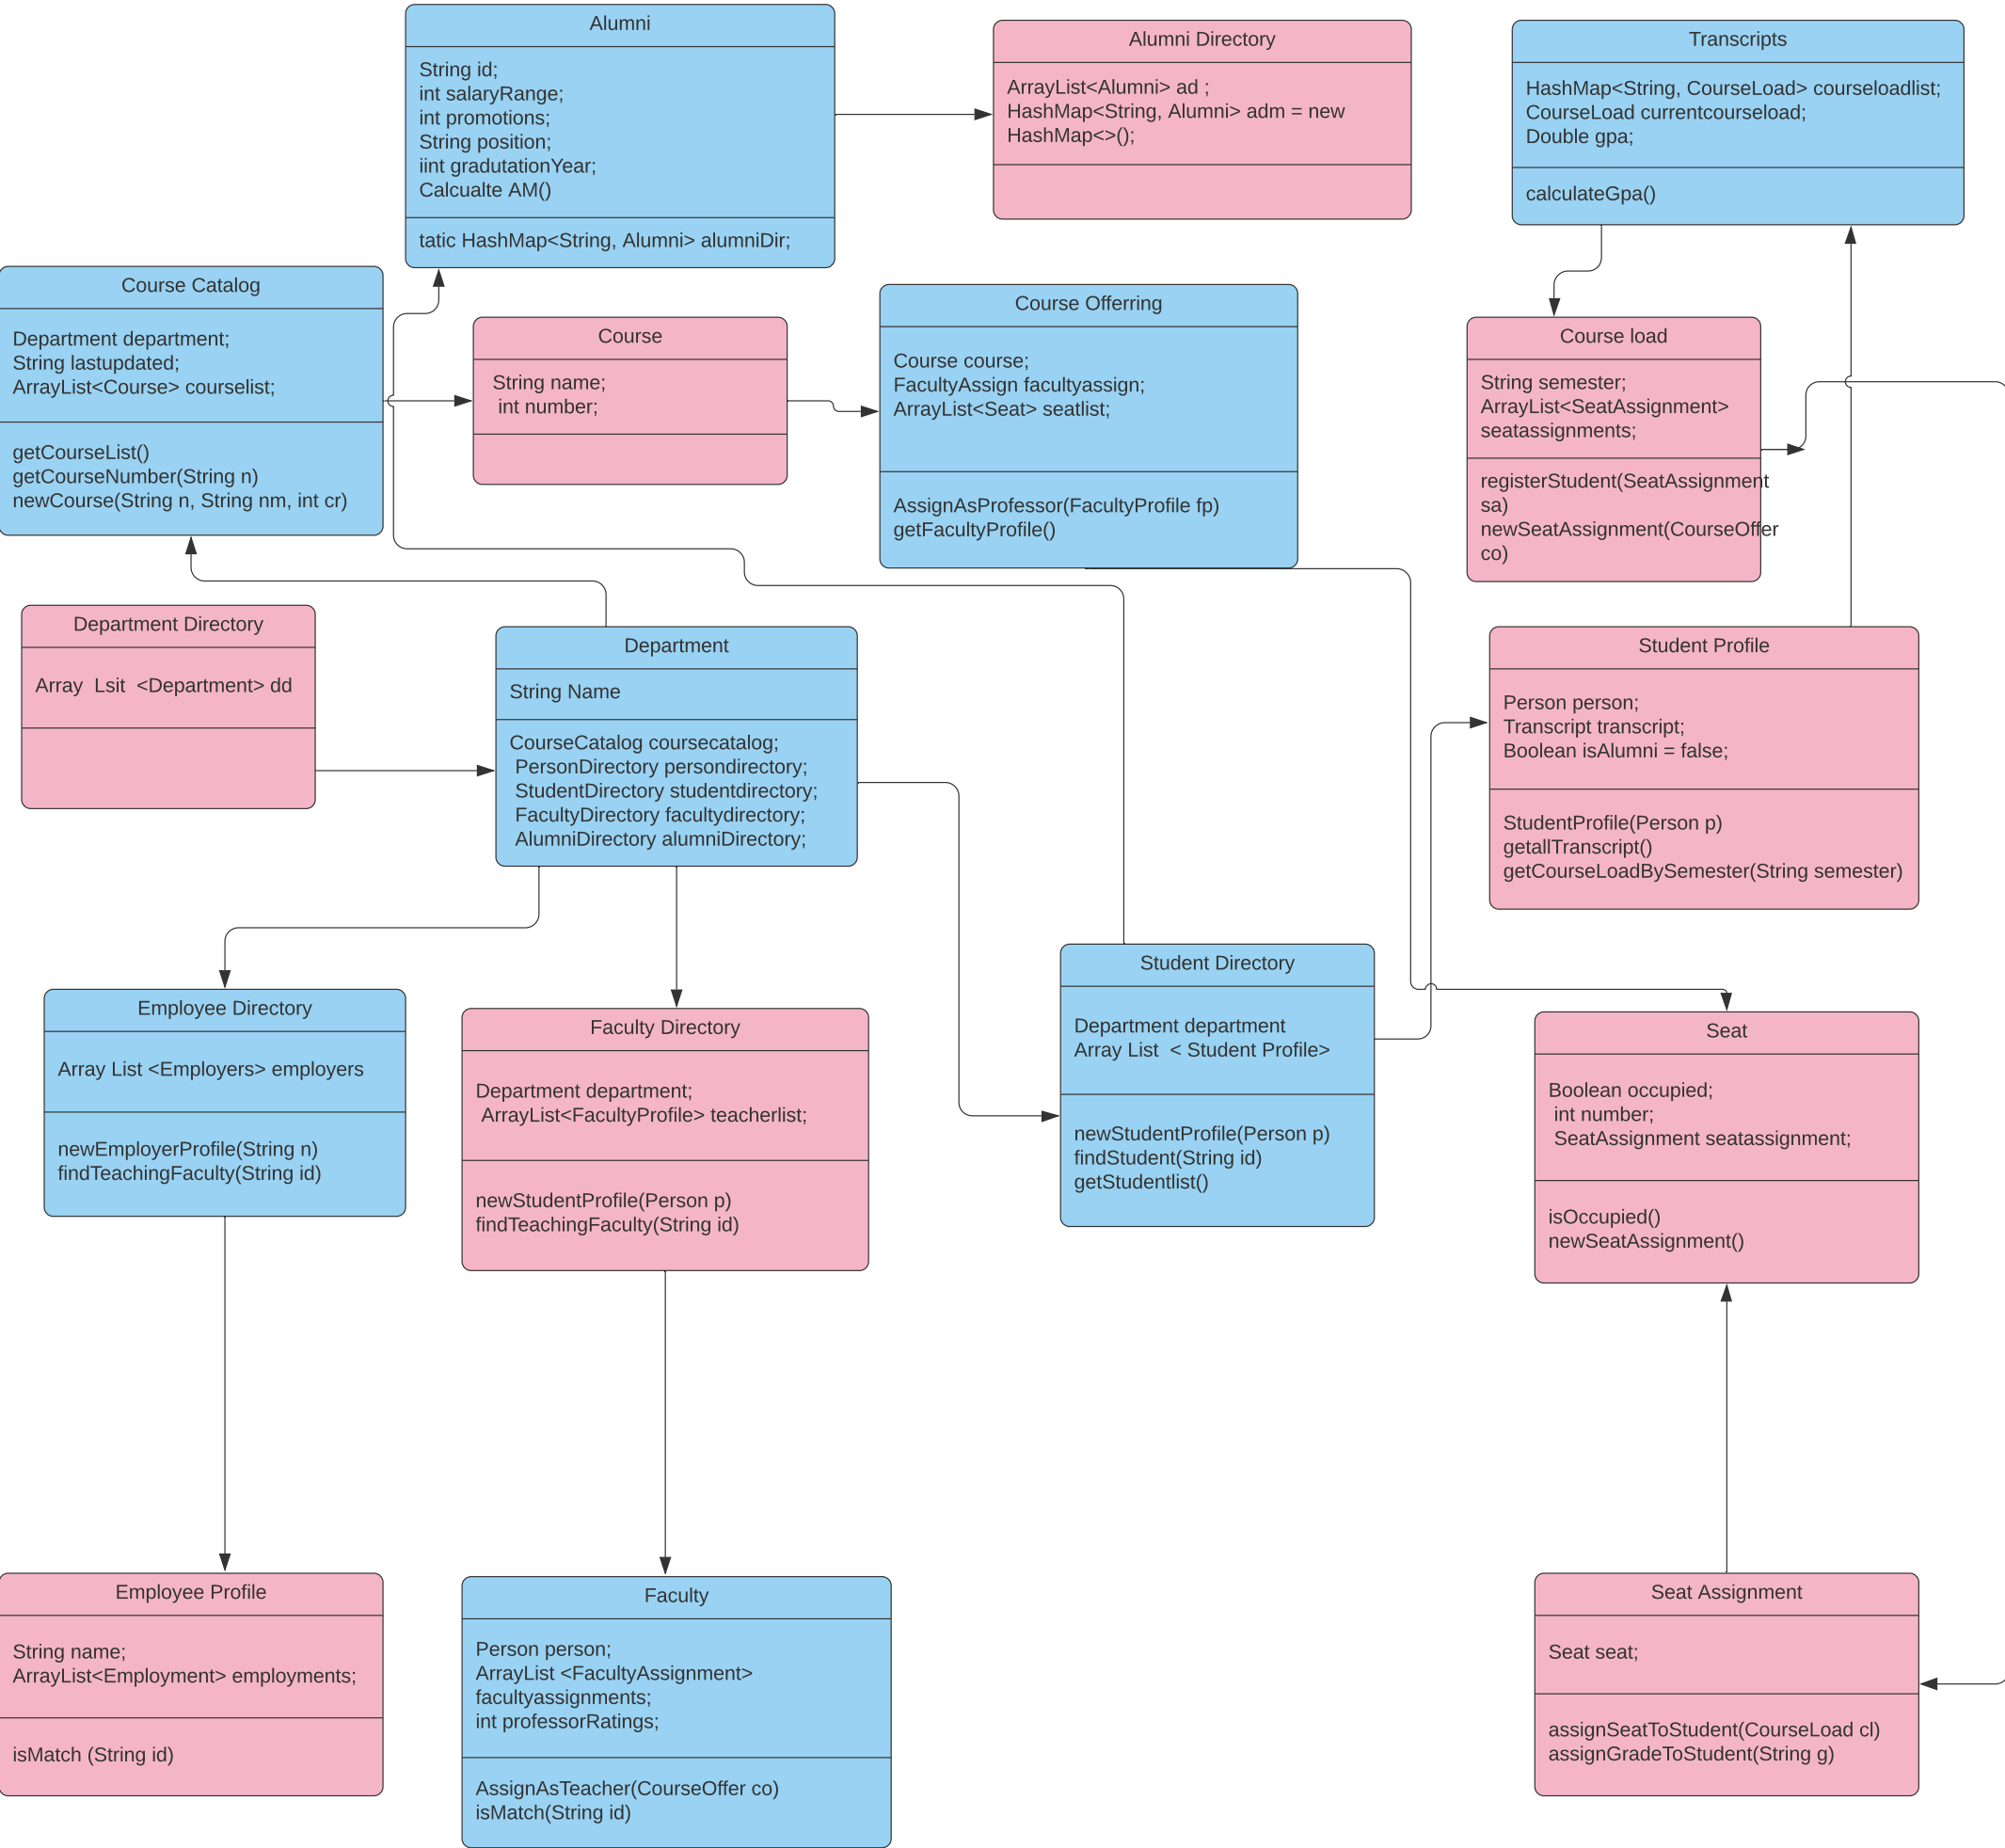 Alumni
String id;
int salaryRange;
int promotions;
String position;
iint gradutationYear;
Calcualte AM()
tatic HashMap<String, Alumni> alumniDir;
Alumni Directory
ArrayList<Alumni> ad ;
HashMap<String, Alumni> adm = new
HashMap<>();
Transcripts
HashMap<String, CourseLoad> courseloadlist;
CourseLoad currentcourseload;
Double gpa;
calculateGpa()
Course Catalog
Department department;
String lastupdated;
ArrayList<Course> courselist;
getCourseList()
getCourseNumber(String n)
newCourse(String n, String nm, int cr)
Course
String name;
int number;
Course Offerring
Course course;
FacultyAssign facultyassign;
ArrayList<Seat> seatlist;
AssignAsProfessor(FacultyProfile fp)
getFacultyProfile()
Course load
String semester;
ArrayList<SeatAssignment>
seatassignments;
registerStudent(SeatAssignment
sa)
newSeatAssignment(CourseOffer
co)
Department Directory
Array  Lsit  <Department> dd
Department
String Name
CourseCatalog coursecatalog;
PersonDirectory persondirectory;
StudentDirectory studentdirectory;
FacultyDirectory facultydirectory;
AlumniDirectory alumniDirectory;
Student Profile
Person person;
Transcript transcript;
Boolean isAlumni = false;
StudentProfile(Person p)
getallTranscript()
getCourseLoadBySemester(String semester)
Employee Directory
Array List <Employers> employers
newEmployerProfile(String n)
findTeachingFaculty(String id)
Faculty Directory
Department department;
ArrayList<FacultyProfile> teacherlist;
newStudentProfile(Person p)
findTeachingFaculty(String id)
Student Directory
Department department
Array List  < Student Profile>
newStudentProfile(Person p)
findStudent(String id)
getStudentlist()
Seat
Boolean occupied;
int number;
SeatAssignment seatassignment;
isOccupied()
newSeatAssignment()
Employee Profile
String name;
ArrayList<Employment> employments;
isMatch (String id)
Faculty
Person person;
ArrayList <FacultyAssignment>
facultyassignments;
int professorRatings;
AssignAsTeacher(CourseOffer co)
isMatch(String id)
Seat Assignment
Seat seat;
assignSeatToStudent(CourseLoad cl)
assignGradeToStudent(String g)